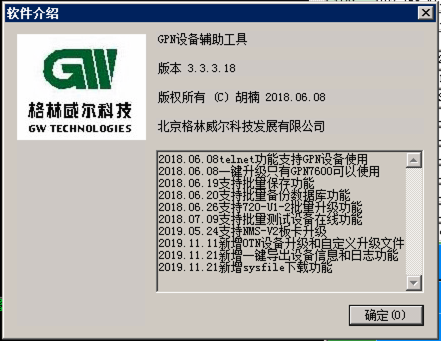 软件介绍
GPN设备辅助工具
版本 3.3.3.18
版权所有 (C) 胡楠 2018.06.08
北京格林威尔科技发展有限公司
GW
格林威尔科技
GW TECHNOLOGIES
2018.06.08telnet功能支持GPN设备使用
2018.06.08一键升级只有GPN7600可以使用
2018.06.19支持批量保存功能
2018.06.20支持批量备份数据库功能
2018.06.26支持720-U1-2批量升级功能
2018.07.09支持批量测试设备在线功能
2019.05.24支持NMS-V2板卡升级
2019.11.11新增OTN设备升级和自定义升级文件
2019.11.21新增一键导出设备信息和日志功能
2019.11.21新增sysfile下载功能
确定(O)